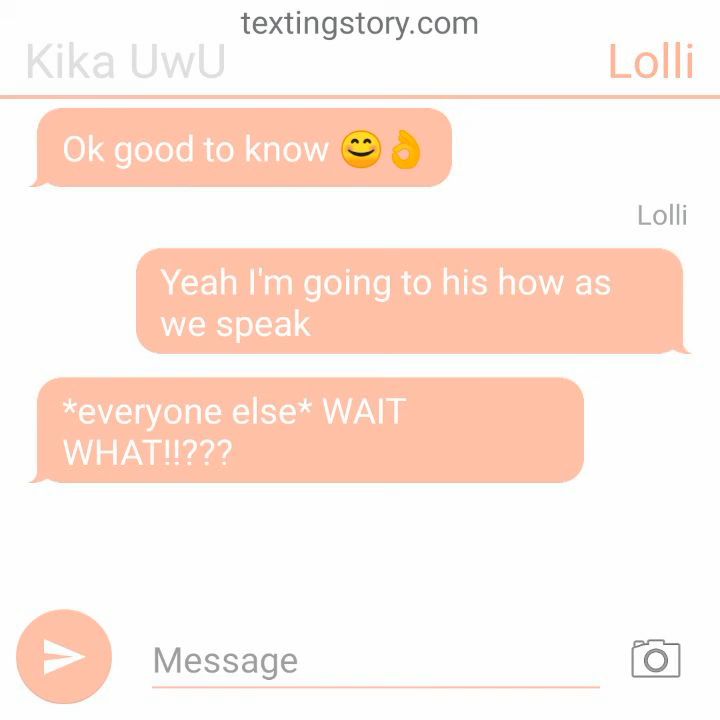 textingstory.com
Kika UwU
Lolli
Ok good to know 😊👌
Lolli
Yeah I'm going to his how as
we speak
*everyone else* WAIT
WHAT!!???
Message